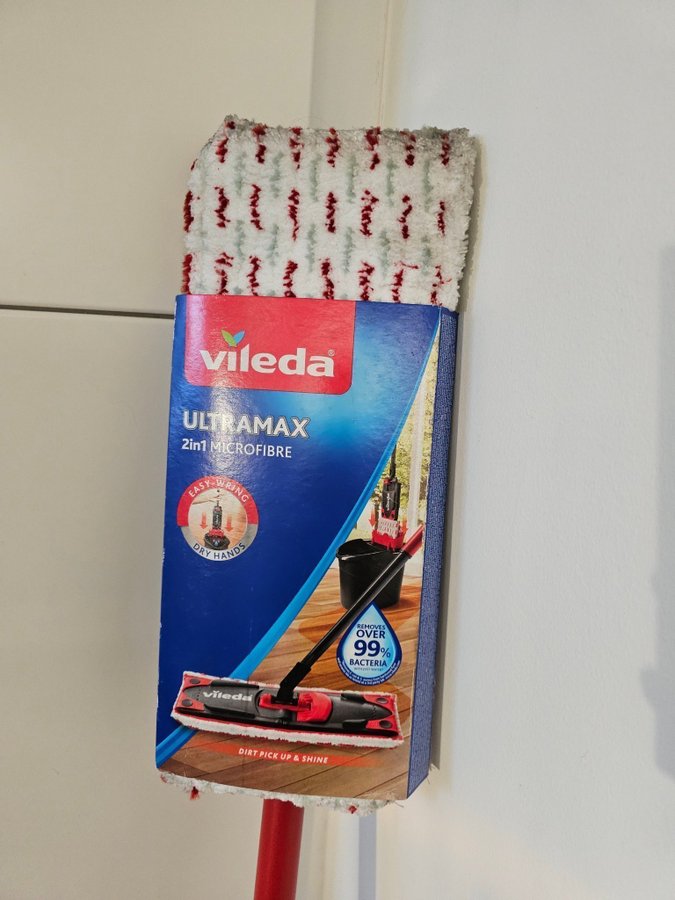 vileda®
ULTRAMAX
2in1 MICROFIBRE
EASY-WRING
DRY HANDS
REMOVES
OVER
99%
BACTERIA
vileda
DIRT PICK UP & SHINE